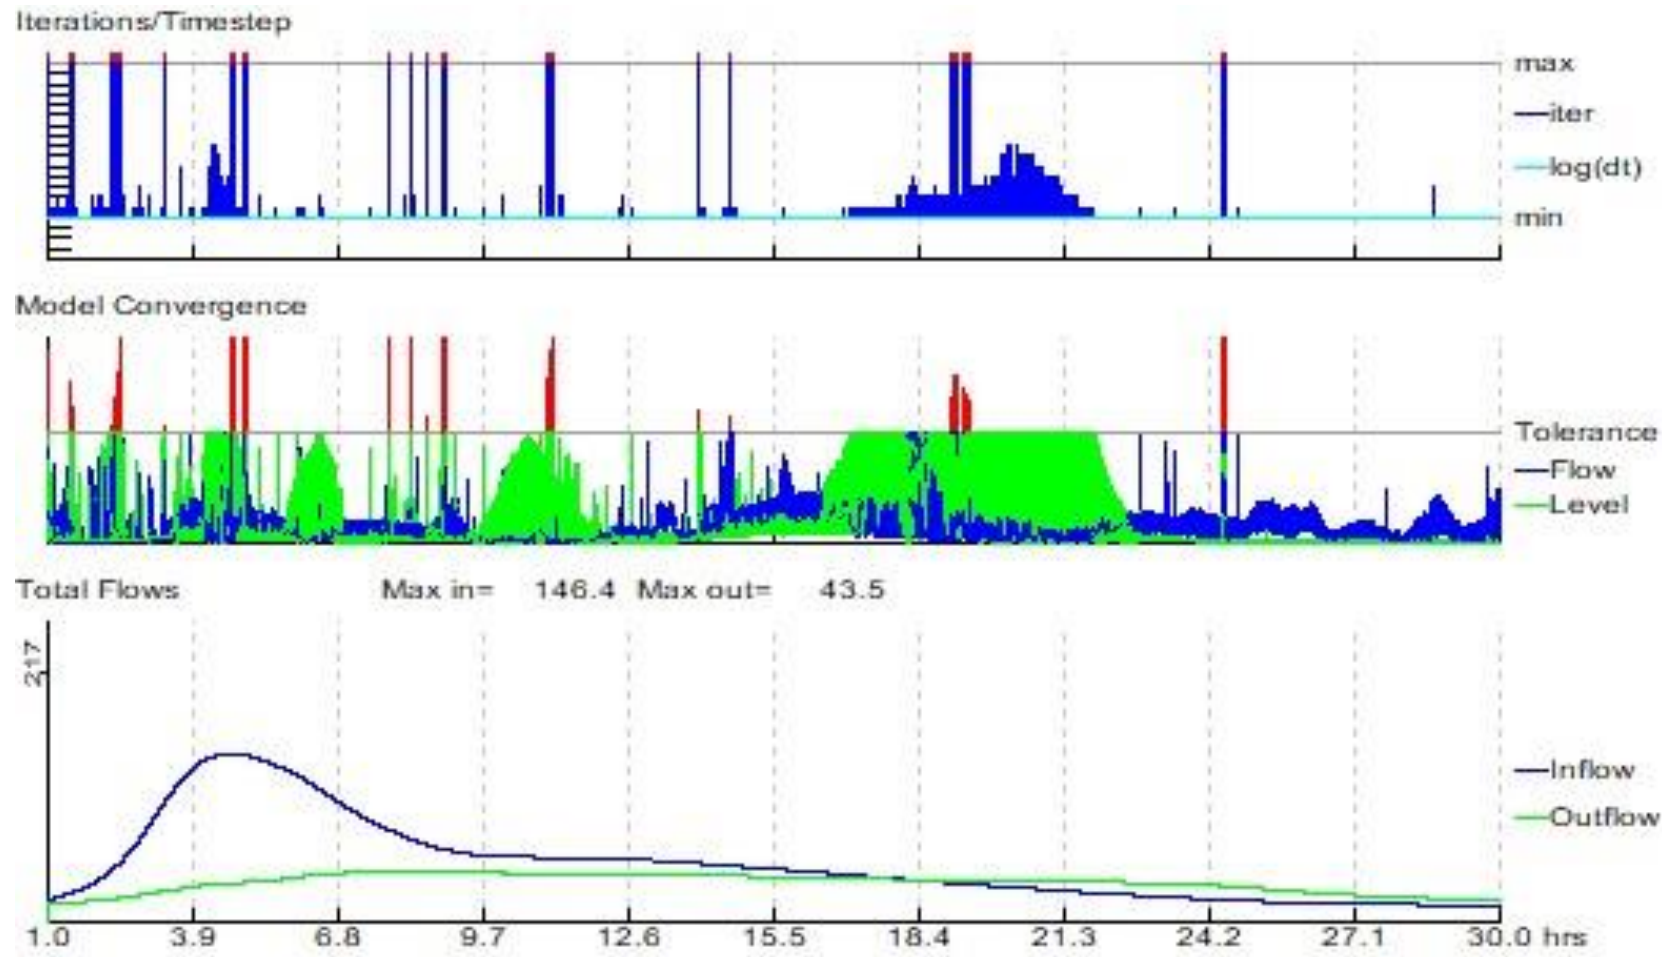 Iterations/Timestep
max
iter
log(dt)
min
Model Convergence
Tolerance
Flow
Level
Total Flows Max in= 146.4 Max out= 43.5
217
Inflow
Outflow
1.0 3.9 6.8 9.7 12.6 15.5 18.4 21.3 24.2 27.1 30.0 hrs